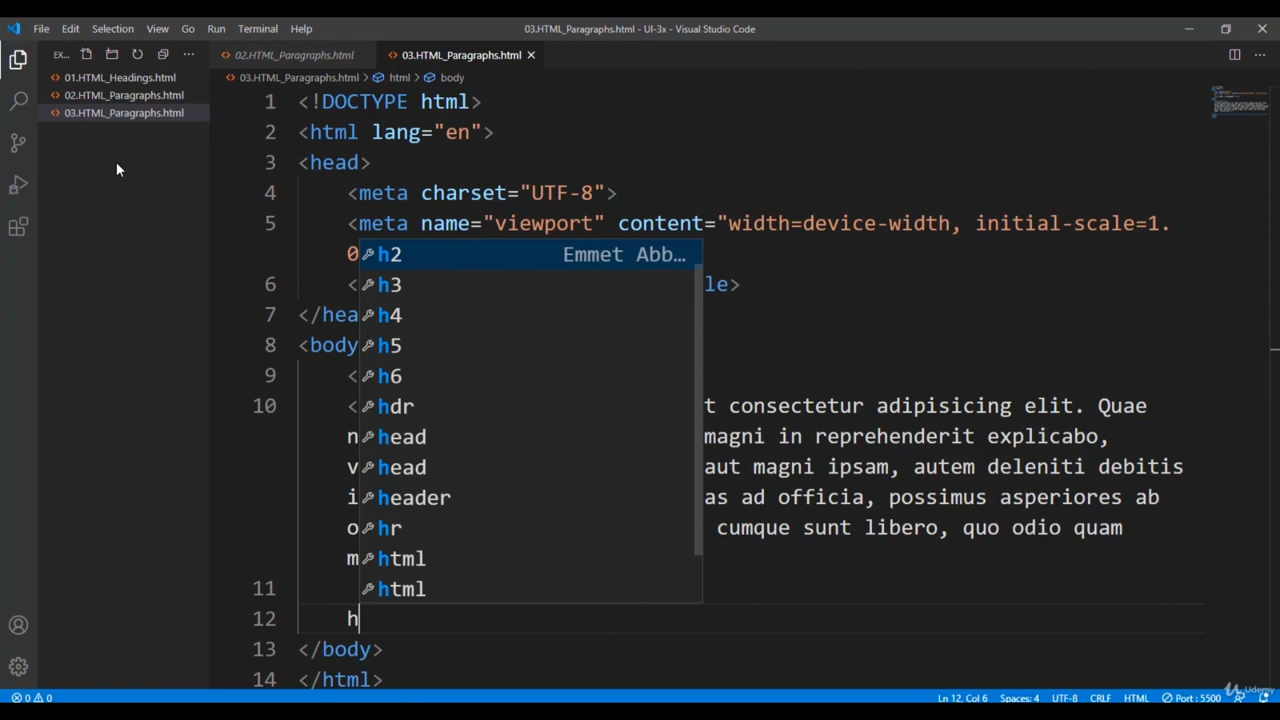 File Edit Selection View Go Run Terminal Help
03.HTML_Paragraphs.html - UI-3x - Visual Studio Code
EX...
02.HTML_Paragraphs.html
03.HTML_Paragraphs.html
01.HTML_Headings.html
02.HTML_Paragraphs.html
03.HTML_Paragraphs.html
03.HTML_Paragraphs.html > html > body
1 <!DOCTYPE html>
2 <html lang="en">
3 <head>
4 <meta charset="UTF-8">
5 <meta name="viewport" content="width=device-width, initial-scale=1.
0
h2 Emmet Abb...
h3
6 < le>
h4
7 </hea
h5
8 <body
h6
9 <
hdr
10 < t consectetur adipisicing elit. Quae
head
n magni in reprehenderit explicabo,
head
v aut magni ipsam, autem deleniti debitis
header
i as ad officia, possimus asperiores ab
hr
o cumque sunt libero, quo odio quam
html
m
html
11
12 h
13 </body>
14 </html>
0 0
Ln 12, Col 6 Spaces: 4 UTF-8 CRLF HTML Port : 5500
Udemy